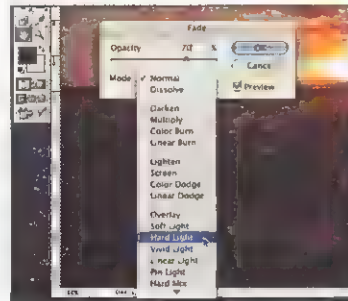 Fade
Opacity 70 %
OK
Cance
Mode ✓ Normal
Preview
Dissolve
Darken
Multiply
Color Burn
Linear Burn
Lighten
Screen
Color Dodge
Linear Dodge
Overlay
Soft Light
Hard Light
Vivid Light
Linear Light
Pin Light
Hard Mix